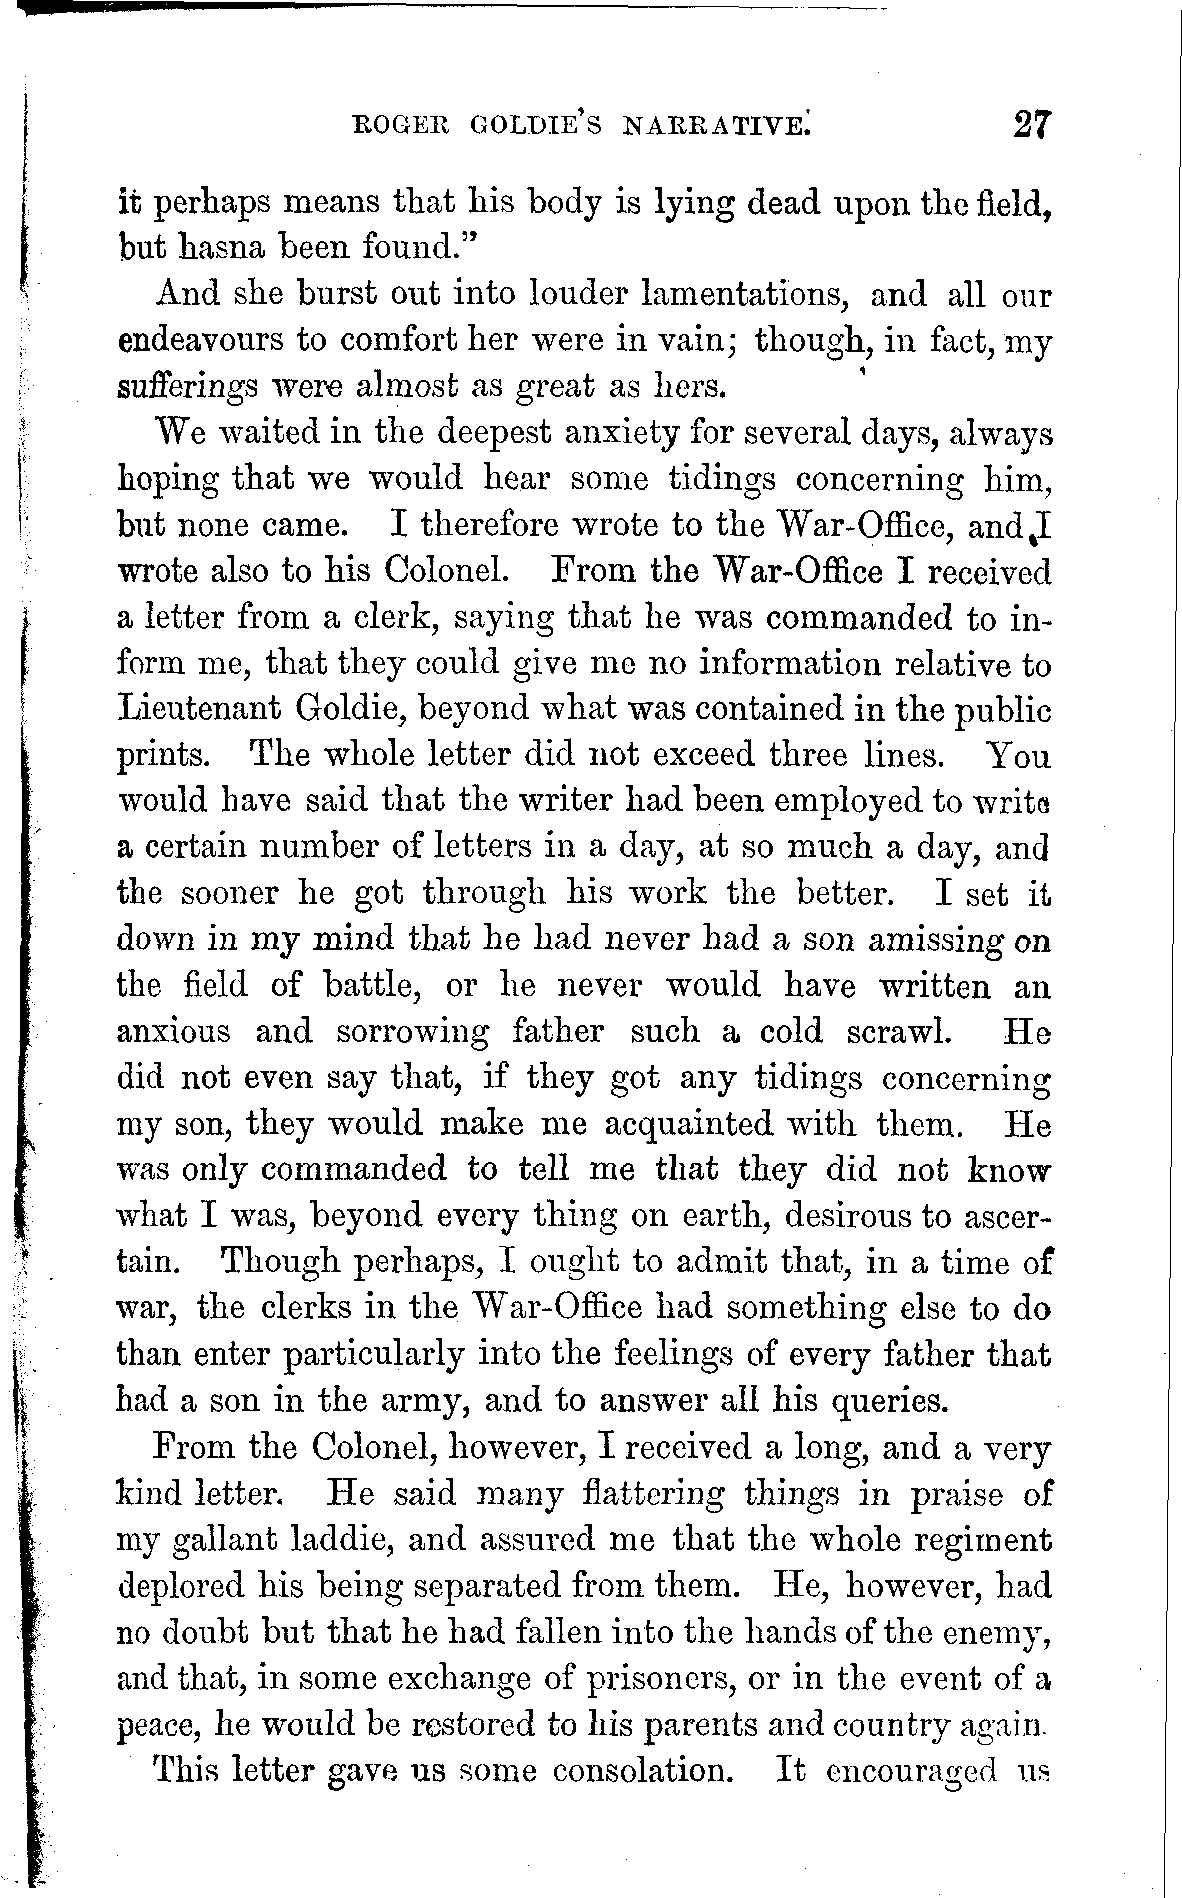 ROGER GOLDIE'S NARRATIVE. 27
it perhaps means that his body is lying dead upon the field,
but hasna been found."
And she burst out into louder lamentations, and all our
endeavours to comfort her were in vain; though, in fact, my
sufferings were almost as great as hers.
We waited in the deepest anxiety for several days, always
hoping that we would hear some tidings concerning him,
but none came. I therefore wrote to the War-Office, and I
wrote also to his Colonel. From the War-Office I received
a letter from a clerk, saying that he was commanded to in-
form me, that they could give me no information relative to
Lieutenant Goldie, beyond what was contained in the public
prints. The whole letter did not exceed three lines. You
would have said that the writer had been employed to write
a certain number of letters in a day, at so much a day, and
the sooner he got through his work the better. I set it
down in my mind that he had never had a son amissing on
the field of battle, or he never would have written an
anxious and sorrowing father such a cold scrawl. He
did not even say that, if they got any tidings concerning
my son, they would make me acquainted with them. He
was only commanded to tell me that they did not know
what I was, beyond every thing on earth, desirous to ascer-
tain. Though perhaps, I ought to admit that, in a time of
war, the clerks in the War-Office had something else to do
than enter particularly into the feelings of every father that
had a son in the army, and to answer all his queries.
From the Colonel, however, I received a long, and a very
kind letter. He said many flattering things in praise of
my gallant laddie, and assured me that the whole regiment
deplored his being separated from them. He, however, had
no doubt but that he had fallen into the hands of the enemy,
and that, in some exchange of prisoners, or in the event of a
peace, he would be restored to his parents and country again.
This letter gave us some consolation. It encouraged us